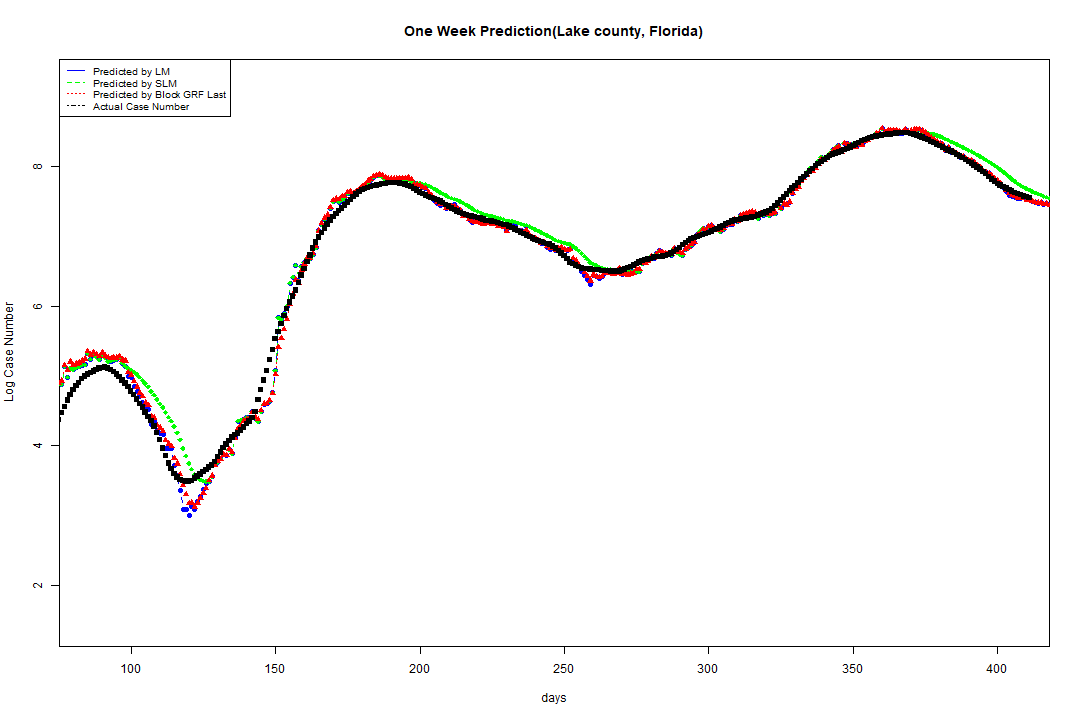 One Week Prediction(Lake county, Florida)
Predicted by LM
Predicted by SLM
Predicted by Block GRF Last
Actual Case Number
Log Case Number
8
6
4
2
100 150 200 250 300 350 400
days